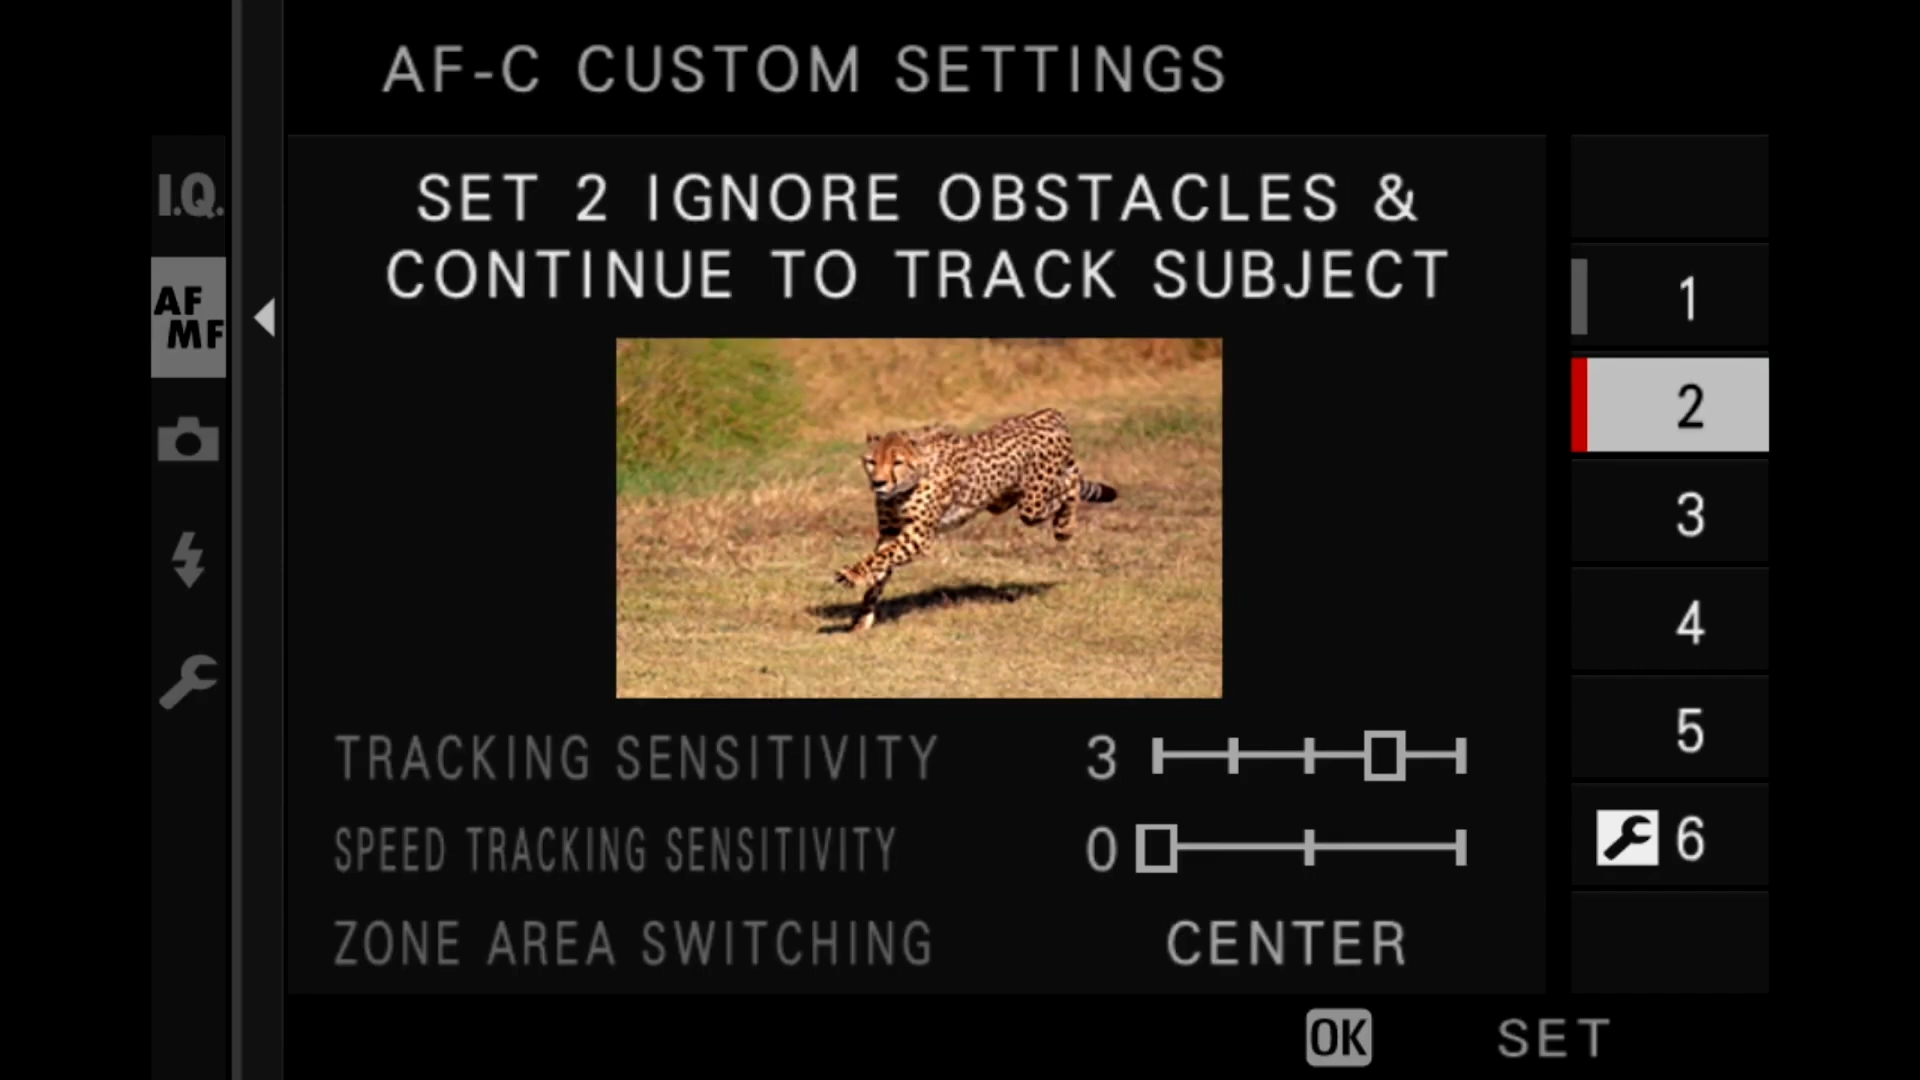 AF-C CUSTOM SETTINGS
I.Q.
AF
MF
SET 2 IGNORE OBSTACLES &
CONTINUE TO TRACK SUBJECT
TRACKING SENSITIVITY 3
SPEED TRACKING SENSITIVITY 0
ZONE AREA SWITCHING CENTER
1
2
3
4
5
6
OK SET